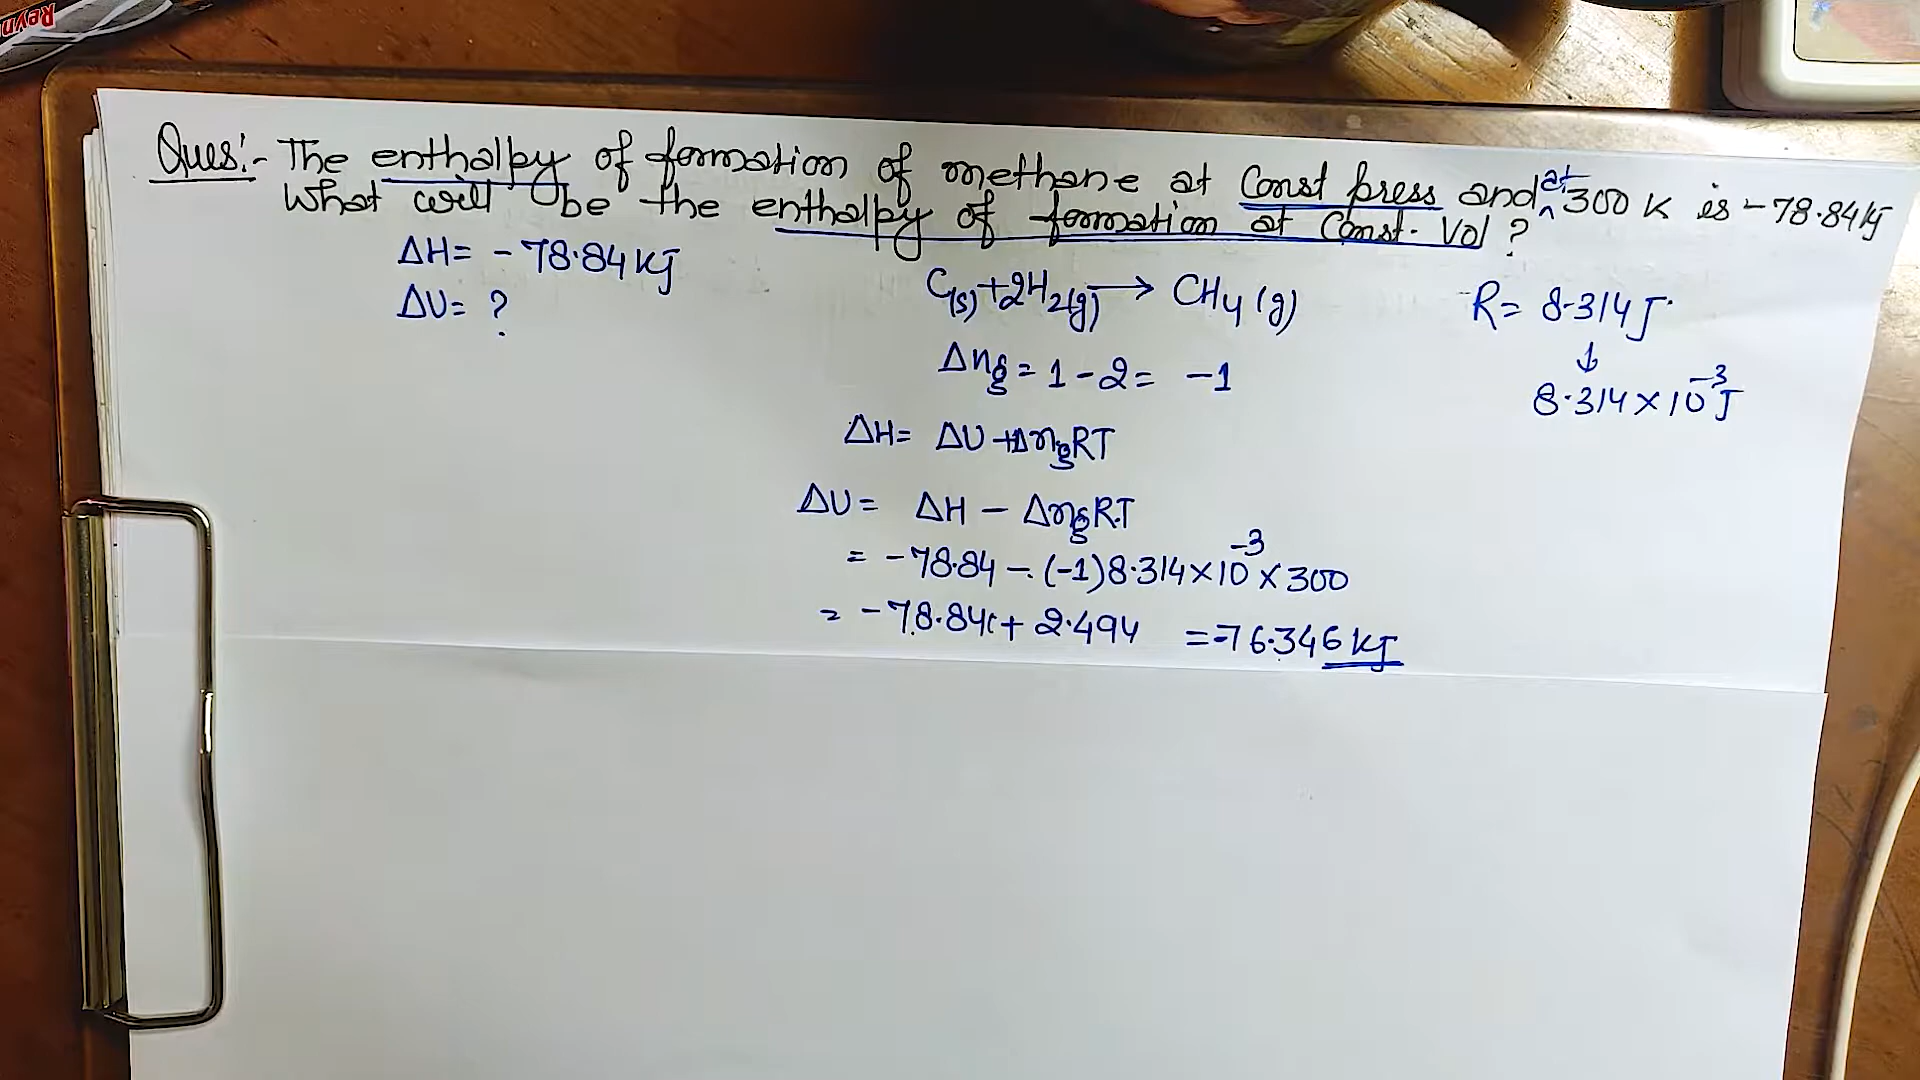 Reyn
Ques:- The enthalpy of formation of methane at Const press and at 300 K is -78.84 kJ
What will be the enthalpy of formation at Const. Vol ?
ΔH = -78.84 kJ
ΔU = ?
C(s) + 2H2(g) → CH4 (g)
Δng = 1 - 2 = -1
R = 8.314 J
↓
8.314 × 10^-3 J
ΔH = ΔU + ΔngRT
ΔU = ΔH - ΔngRT
= -78.84 - (-1) 8.314 × 10^-3 × 300
= -78.84 + 2.494 = -76.346 kJ